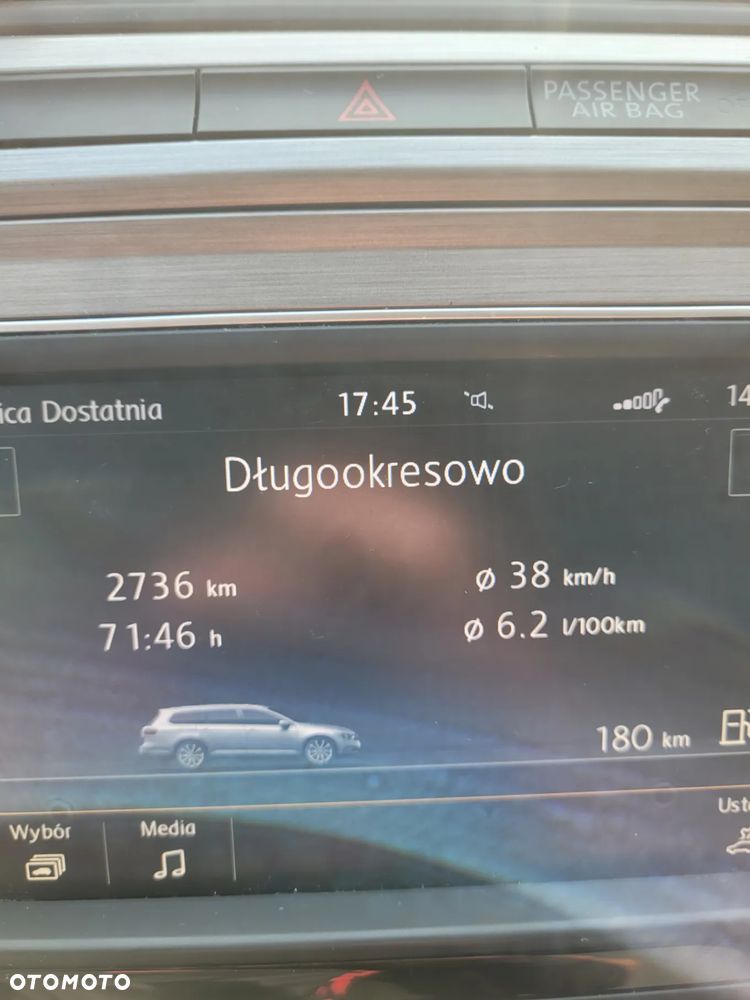 PASSENGER
AIR BAG
ica Dostatnia
17:45
14
Długookresowo
2736 km
ø 38 km/h
71:46 h
ø 6.2 l/100km
180 km
Wybór
Media
Ust
OTOMOTO